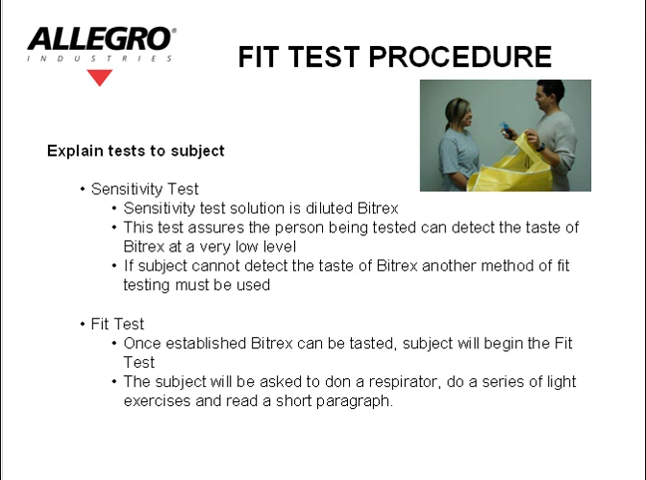 ALLEGRO®
INDUSTRIES
FIT TEST PROCEDURE
Explain tests to subject
• Sensitivity Test
• Sensitivity test solution is diluted Bitrex
• This test assures the person being tested can detect the taste of
Bitrex at a very low level
• If subject cannot detect the taste of Bitrex another method of fit
testing must be used
• Fit Test
• Once established Bitrex can be tasted, subject will begin the Fit
Test
• The subject will be asked to don a respirator, do a series of light
exercises and read a short paragraph.